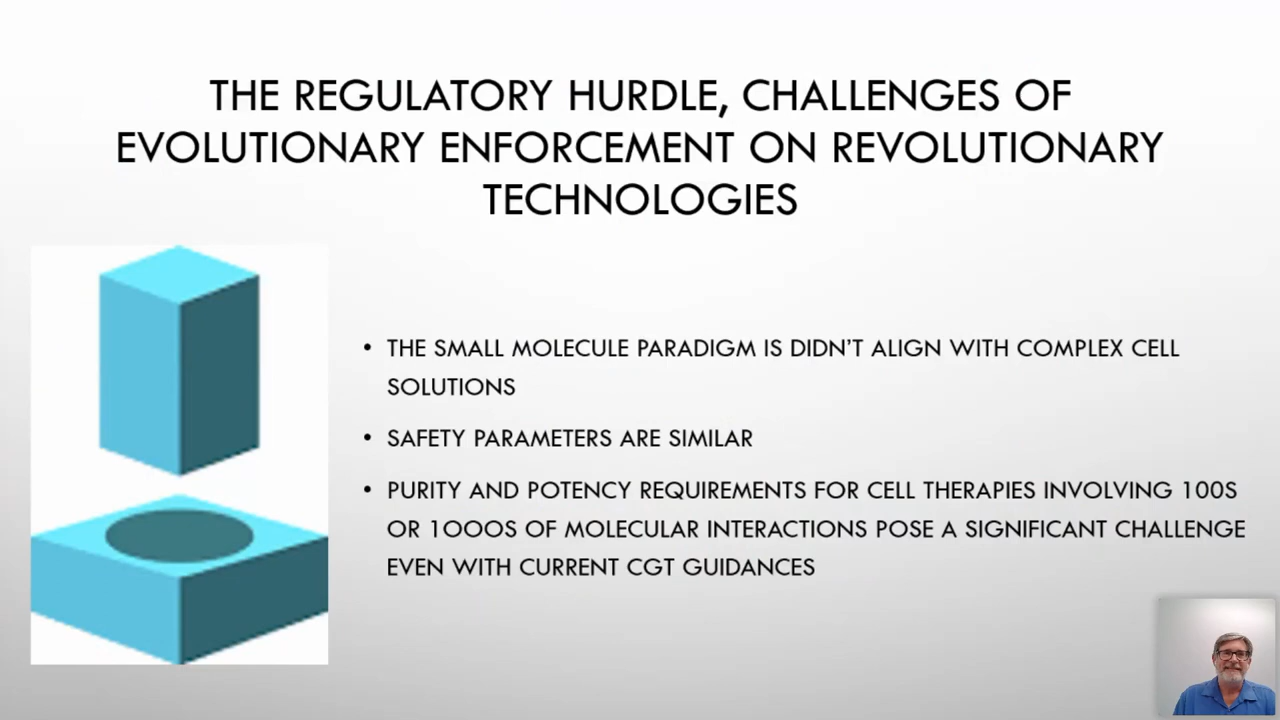 THE REGULATORY HURDLE, CHALLENGES OF
EVOLUTIONARY ENFORCEMENT ON REVOLUTIONARY
TECHNOLOGIES
• THE SMALL MOLECULE PARADIGM IS DIDN'T ALIGN WITH COMPLEX CELL
SOLUTIONS
• SAFETY PARAMETERS ARE SIMILAR
• PURITY AND POTENCY REQUIREMENTS FOR CELL THERAPIES INVOLVING 100S
OR 1OOOS OF MOLECULAR INTERACTIONS POSE A SIGNIFICANT CHALLENGE
EVEN WITH CURRENT CGT GUIDANCES